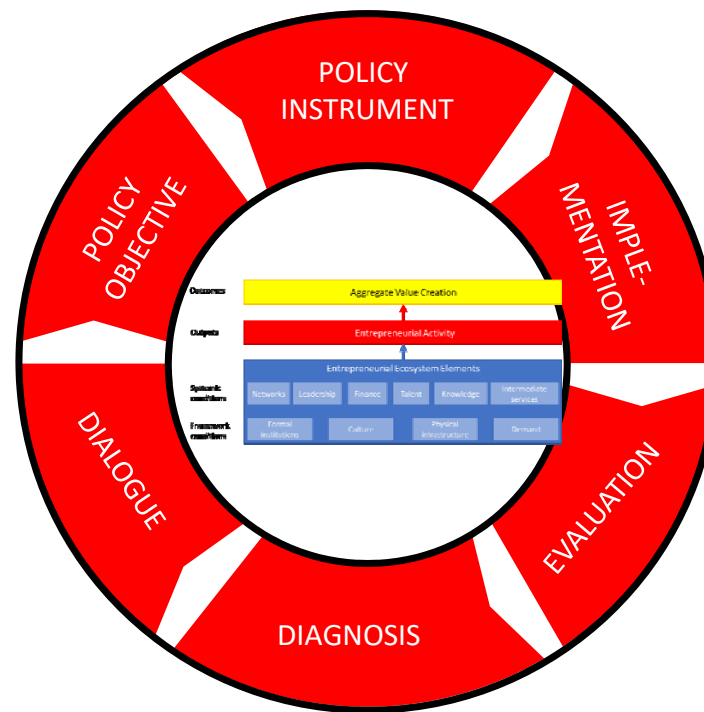 POLICY
INSTRUMENT
IMPLE-
MENTATION
EVALUATION
DIAGNOSIS
DIALOGUE
POLICY
OBJECTIVE
Outcomes
Aggregate Value Creation
Outputs
Entrepreneurial Activity
Entrepreneurial Ecosystem Elements
Systemic
conditions
Networks
Leadership
Finance
Talent
Knowledge
Intermediate
services
Framework
conditions
Formal
institutions
Culture
Physical
infrastructure
Demand